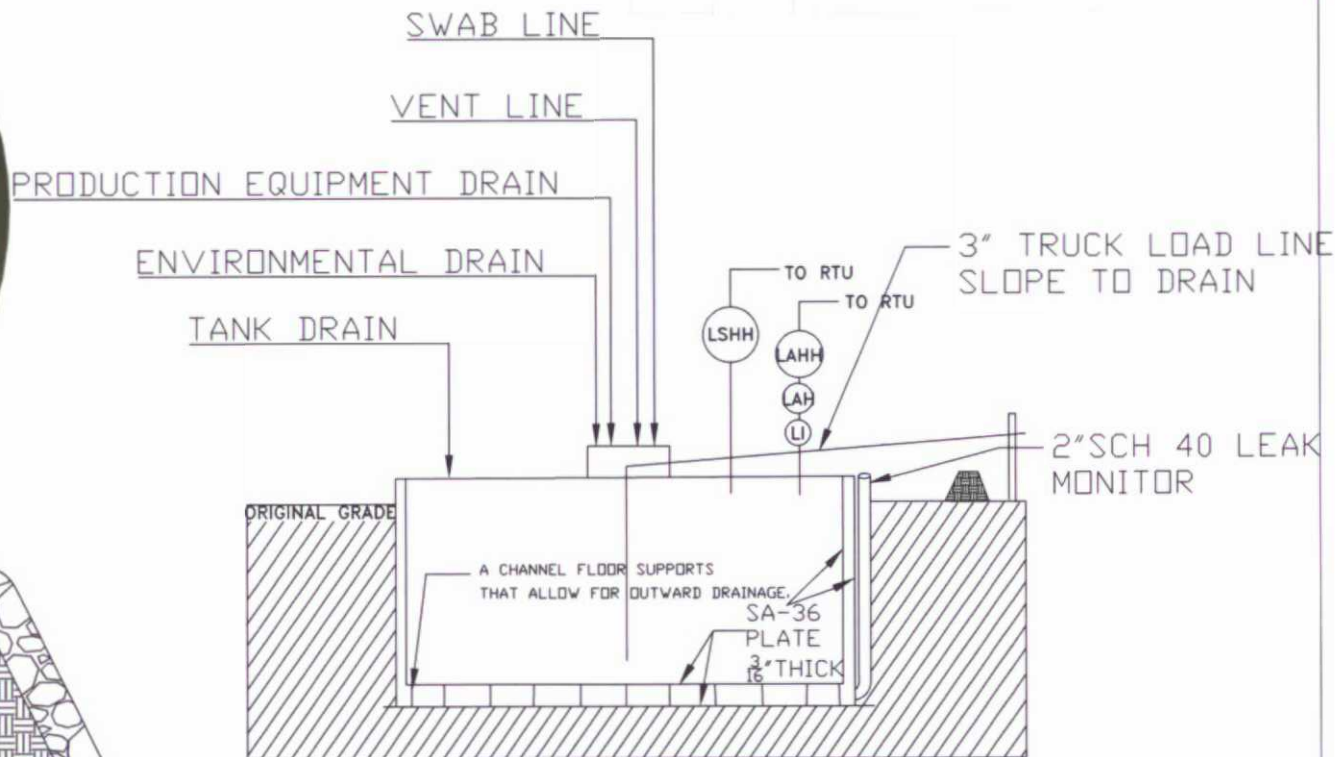 SWAB LINE
VENT LINE
PRODUCTION EQUIPMENT DRAIN
ENVIRONMENTAL DRAIN
TANK DRAIN
TO RTU
TO RTU
3" TRUCK LOAD LINE
SLOPE TO DRAIN
LSHH
LAHH
LAH
LI
2"SCH 40 LEAK
MONITOR
ORIGINAL GRADE
A CHANNEL FLOOR SUPPORTS
THAT ALLOW FOR OUTWARD DRAINAGE.
SA-36
PLATE
3/16" THICK